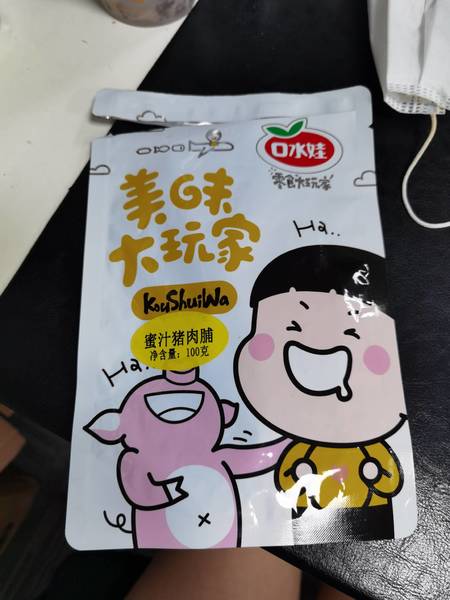 口水娃
零食大玩家
美味
大玩家
Ha..
KouShuiWa
蜜汁猪肉脯
净含量：100克
Ha..